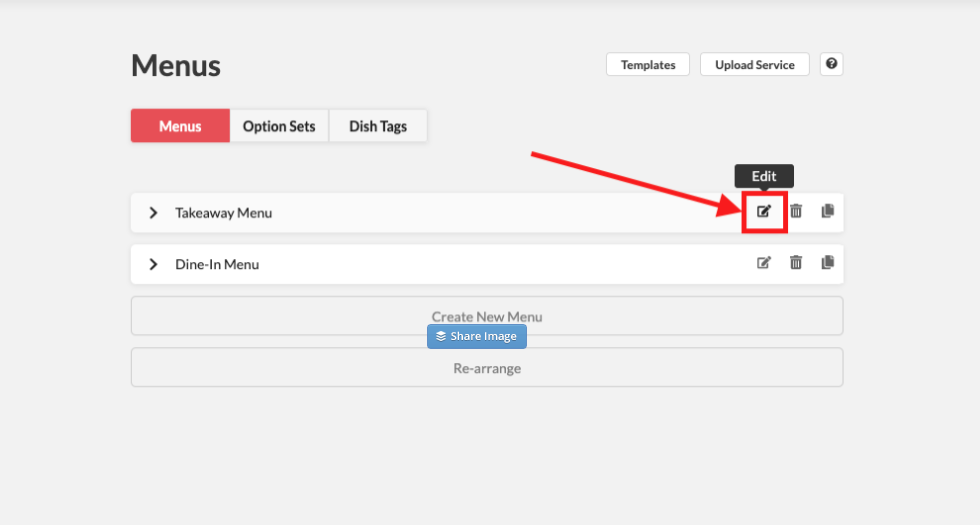 Menus
Templates
Upload Service
Menus
Option Sets
Dish Tags
Edit
Takeaway Menu
Dine-In Menu
Create New Menu
Share Image
Re-arrange